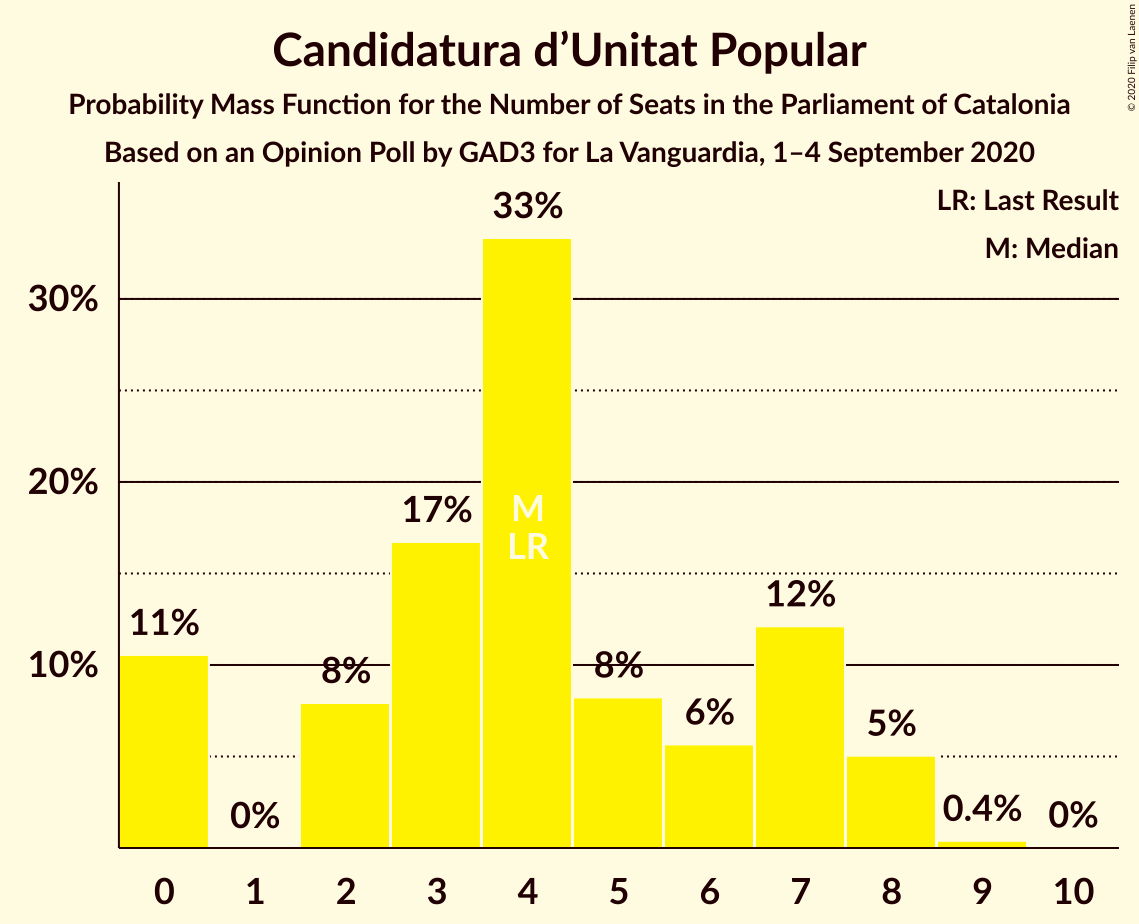 Candidatura d’Unitat Popular
Probability Mass Function for the Number of Seats in the Parliament of Catalonia
Based on an Opinion Poll by GAD3 for La Vanguardia, 1–4 September 2020
© 2020 Filip van Laenen
LR: Last Result
M: Median
30%
20%
10%
11%
0%
8%
17%
33%
M
LR
8%
6%
12%
5%
0.4%
0%
0 1 2 3 4 5 6 7 8 9 10